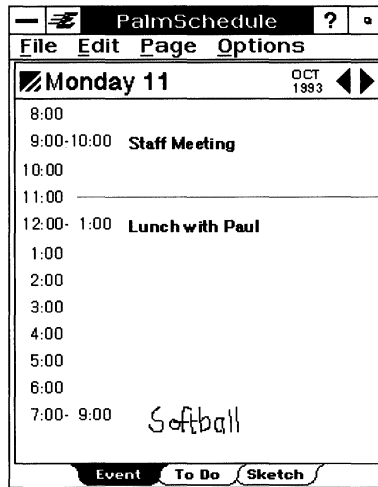 PalmSchedule ?
File Edit Page Options
Monday 11 OCT 1993
8:00
9:00-10:00 Staff Meeting
10:00
11:00
12:00- 1:00 Lunch with Paul
1:00
2:00
3:00
4:00
5:00
6:00
7:00- 9:00 Softball
Event To Do Sketch